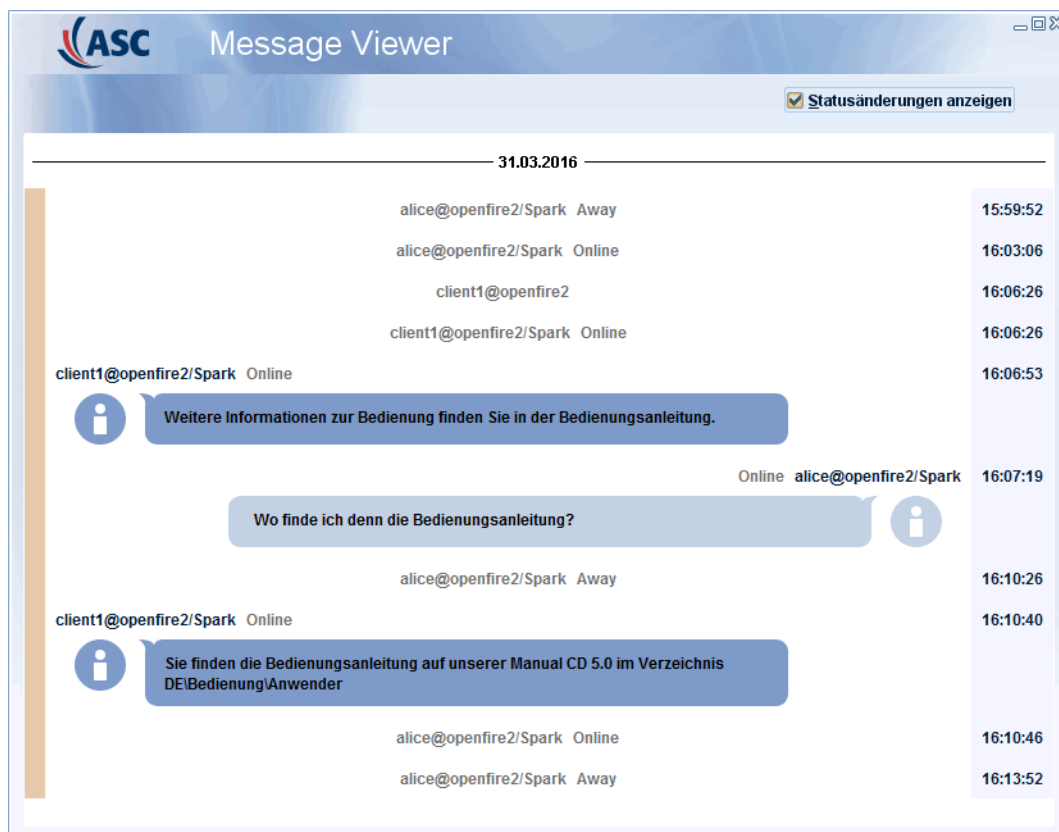 ASC Message Viewer
Statusänderungen anzeigen
31.03.2016
alice@openfire2/Spark Away 15:59:52
alice@openfire2/Spark Online 16:03:06
client1@openfire2 16:06:26
client1@openfire2/Spark Online 16:06:26
client1@openfire2/Spark Online 16:06:53
Weitere Informationen zur Bedienung finden Sie in der Bedienungsanleitung.
Online alice@openfire2/Spark 16:07:19
Wo finde ich denn die Bedienungsanleitung?
alice@openfire2/Spark Away 16:10:26
client1@openfire2/Spark Online 16:10:40
Sie finden die Bedienungsanleitung auf unserer Manual CD 5.0 im Verzeichnis
DE\Bedienung\Anwender
alice@openfire2/Spark Online 16:10:46
alice@openfire2/Spark Away 16:13:52